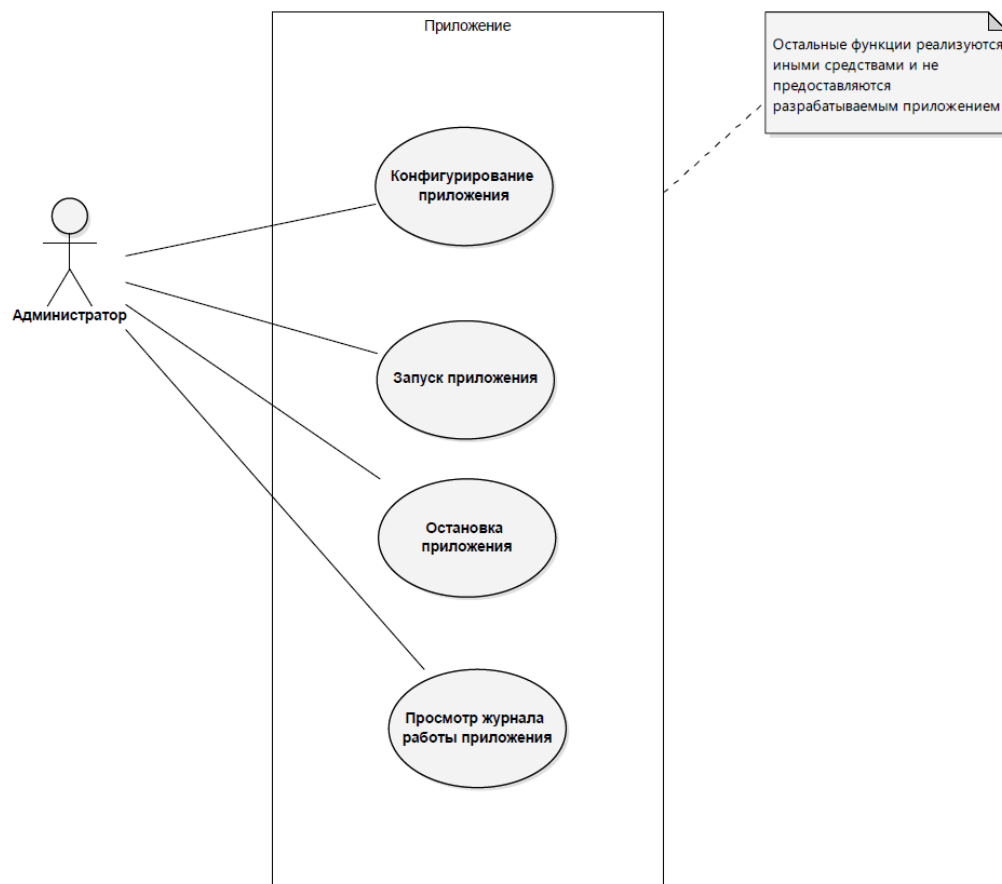 Приложение
Остальные функции реализуются
иными средствами и не
предоставляются
разрабатываемым приложением
Конфигурирование
приложения
Администратор
Запуск приложения
Остановка
приложения
Просмотр журнала
работы приложения